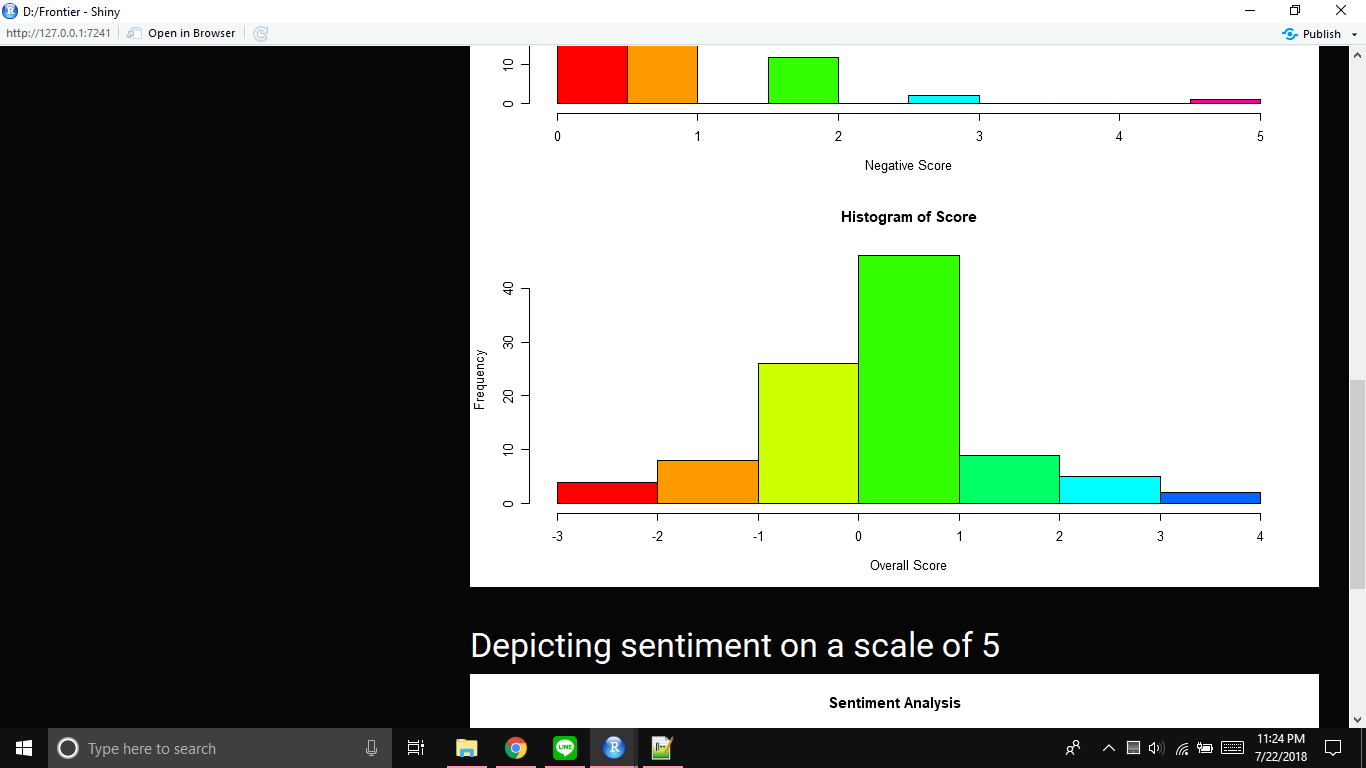 D:/Frontier - Shiny
http://127.0.0.1:7241 Open in Browser Publish
10
0
0 1 2 3 4 5
Negative Score
Histogram of Score
Frequency
40
30
20
10
0
-3 -2 -1 0 1 2 3 4
Overall Score
Depicting sentiment on a scale of 5
Sentiment Analysis
Type here to search
LINE
R
11:24 PM
7/22/2018